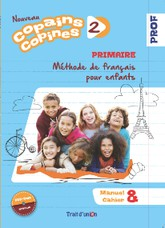 Nouveau
Copains
Copines 2
PROF
PRIMAIRE
Méthode de français
pour enfants
Manuel &
Cahier
Trait d'union